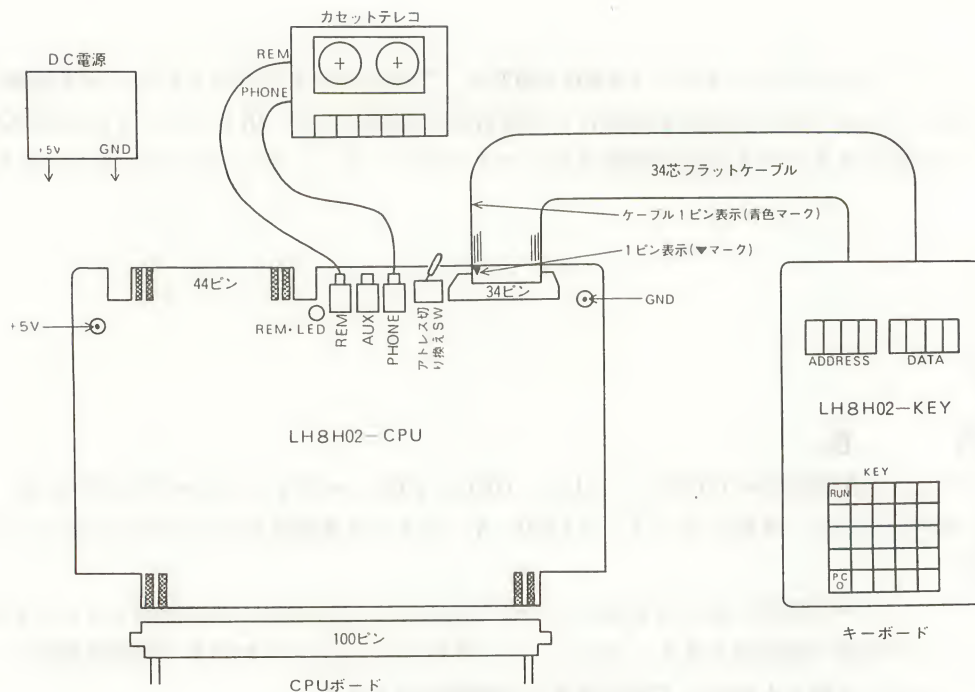 カセットテレコ
REM
PHONE
DC電源
+5V
GND
34芯フラットケーブル
ケーブル1ピン表示(青色マーク)
1ピン表示(▼マーク)
44ピン
34ピン
GND
+5V
REM・LED
REM
AUX
PHONE
アドレス切
り換えSW
ADDRESS
DATA
LH8H02-CPU
LH8H02-KEY
KEY
RUN
PC
O
キーボード
100ピン
CPUボード